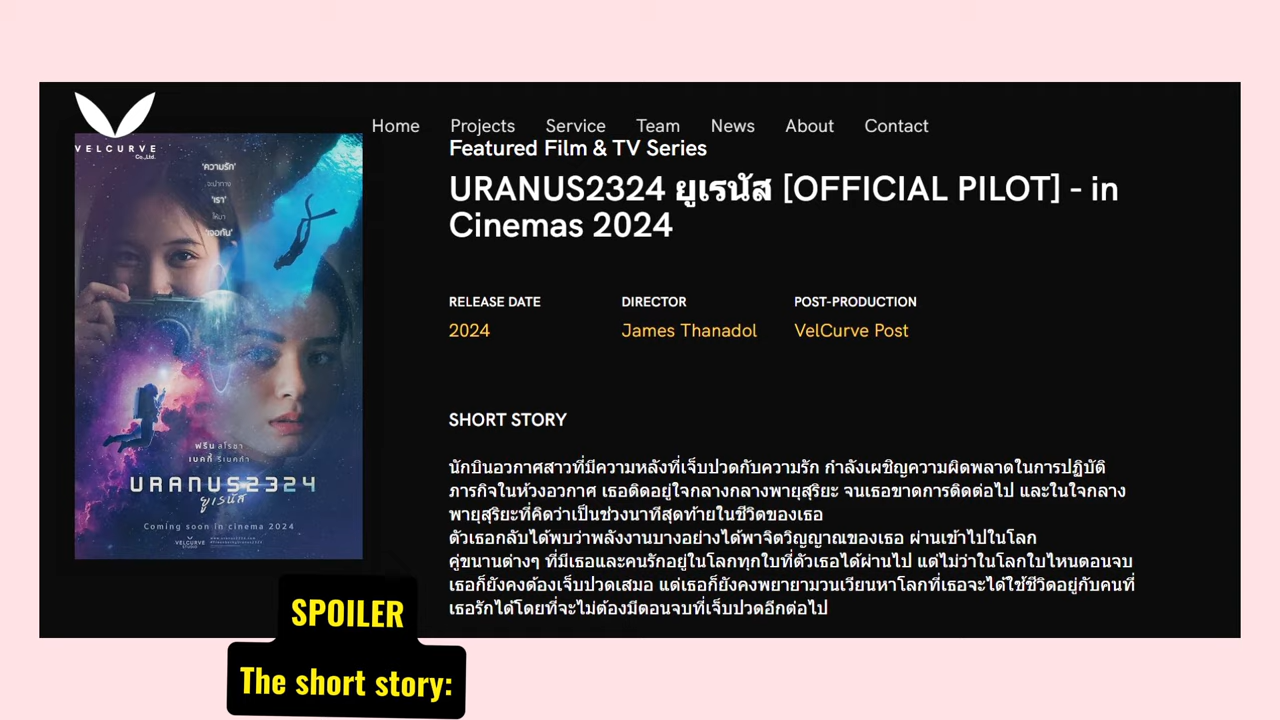 VELCURVE
Co.,Ltd.
Home Projects Service Team News About Contact
'ความรัก'
จะนำทาง
'เรา'
ให้มา
'เจอกัน'
ฟรีน สโรชา
เบคกี้ รีเบคก้า
URANUS2324
ยูเรนัส
Coming soon in cinema 2024
VELCURVE
Featured Film & TV Series
URANUS2324 ยูเรนัส [OFFICIAL PILOT] - in
Cinemas 2024
RELEASE DATE DIRECTOR POST-PRODUCTION
2024 James Thanadol VelCurve Post
SHORT STORY
นักบินอวกาศสาวที่มีความหลังที่เจ็บปวดกับความรัก กำลังเผชิญความผิดพลาดในการปฏิบัติ
ภารกิจในห้วงอวกาศ เธอติดอยู่ใจกลางกลางพายุสุริยะ จนเธอขาดการติดต่อไป และในใจกลาง
พายุสุริยะที่คิดว่าเป็นช่วงนาทีสุดท้ายในชีวิตของเธอ
ตัวเธอกลับได้พบว่าพลังงานบางอย่างได้พาจิตวิญญาณของเธอ ผ่านเข้าไปในโลก
คู่ขนานต่างๆ ที่มีเธอและคนรักอยู่ในโลกทุกใบที่ตัวเธอได้ผ่านไป แต่ไม่ว่าในโลกใบไหนตอนจบ
เธอก็ยังคงต้องเจ็บปวดเสมอ แต่เธอก็ยังคงพยายามวนเวียนหาโลกที่เธอจะได้ใช้ชีวิตอยู่กับคนที่
เธอรักได้โดยที่จะไม่ต้องมีตอนจบที่เจ็บปวดอีกต่อไป
SPOILER
The short story: